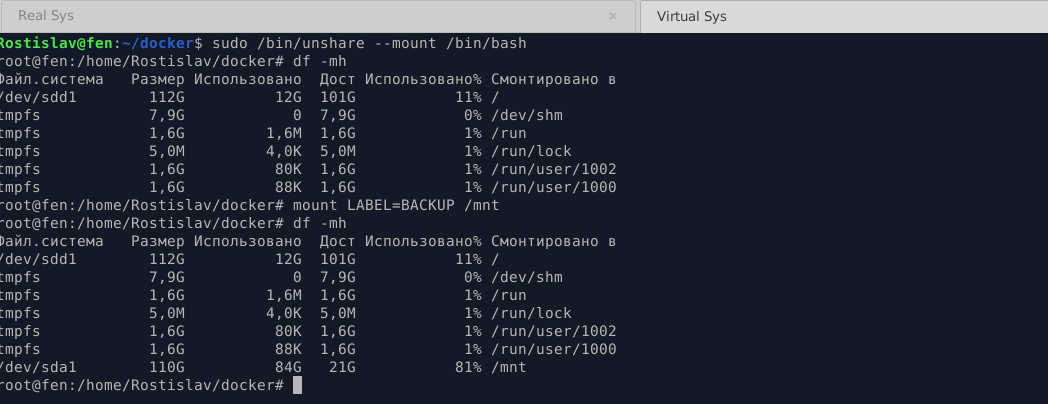 Real Sys ×
Virtual Sys
Rostislav@fen:~/docker$ sudo /bin/unshare --mount /bin/bash
root@fen:/home/Rostislav/docker# df -mh
Файл.система Размер Использовано Дост Использовано% Смонтировано в
/dev/sdd1 112G 12G 101G 11% /
tmpfs 7,9G 0 7,9G 0% /dev/shm
tmpfs 1,6G 1,6M 1,6G 1% /run
tmpfs 5,0M 4,0K 5,0M 1% /run/lock
tmpfs 1,6G 80K 1,6G 1% /run/user/1002
tmpfs 1,6G 88K 1,6G 1% /run/user/1000
root@fen:/home/Rostislav/docker# mount LABEL=BACKUP /mnt
root@fen:/home/Rostislav/docker# df -mh
Файл.система Размер Использовано Дост Использовано% Смонтировано в
/dev/sdd1 112G 12G 101G 11% /
tmpfs 7,9G 0 7,9G 0% /dev/shm
tmpfs 1,6G 1,6M 1,6G 1% /run
tmpfs 5,0M 4,0K 5,0M 1% /run/lock
tmpfs 1,6G 80K 1,6G 1% /run/user/1002
tmpfs 1,6G 88K 1,6G 1% /run/user/1000
/dev/sda1 110G 84G 21G 81% /mnt
root@fen:/home/Rostislav/docker#